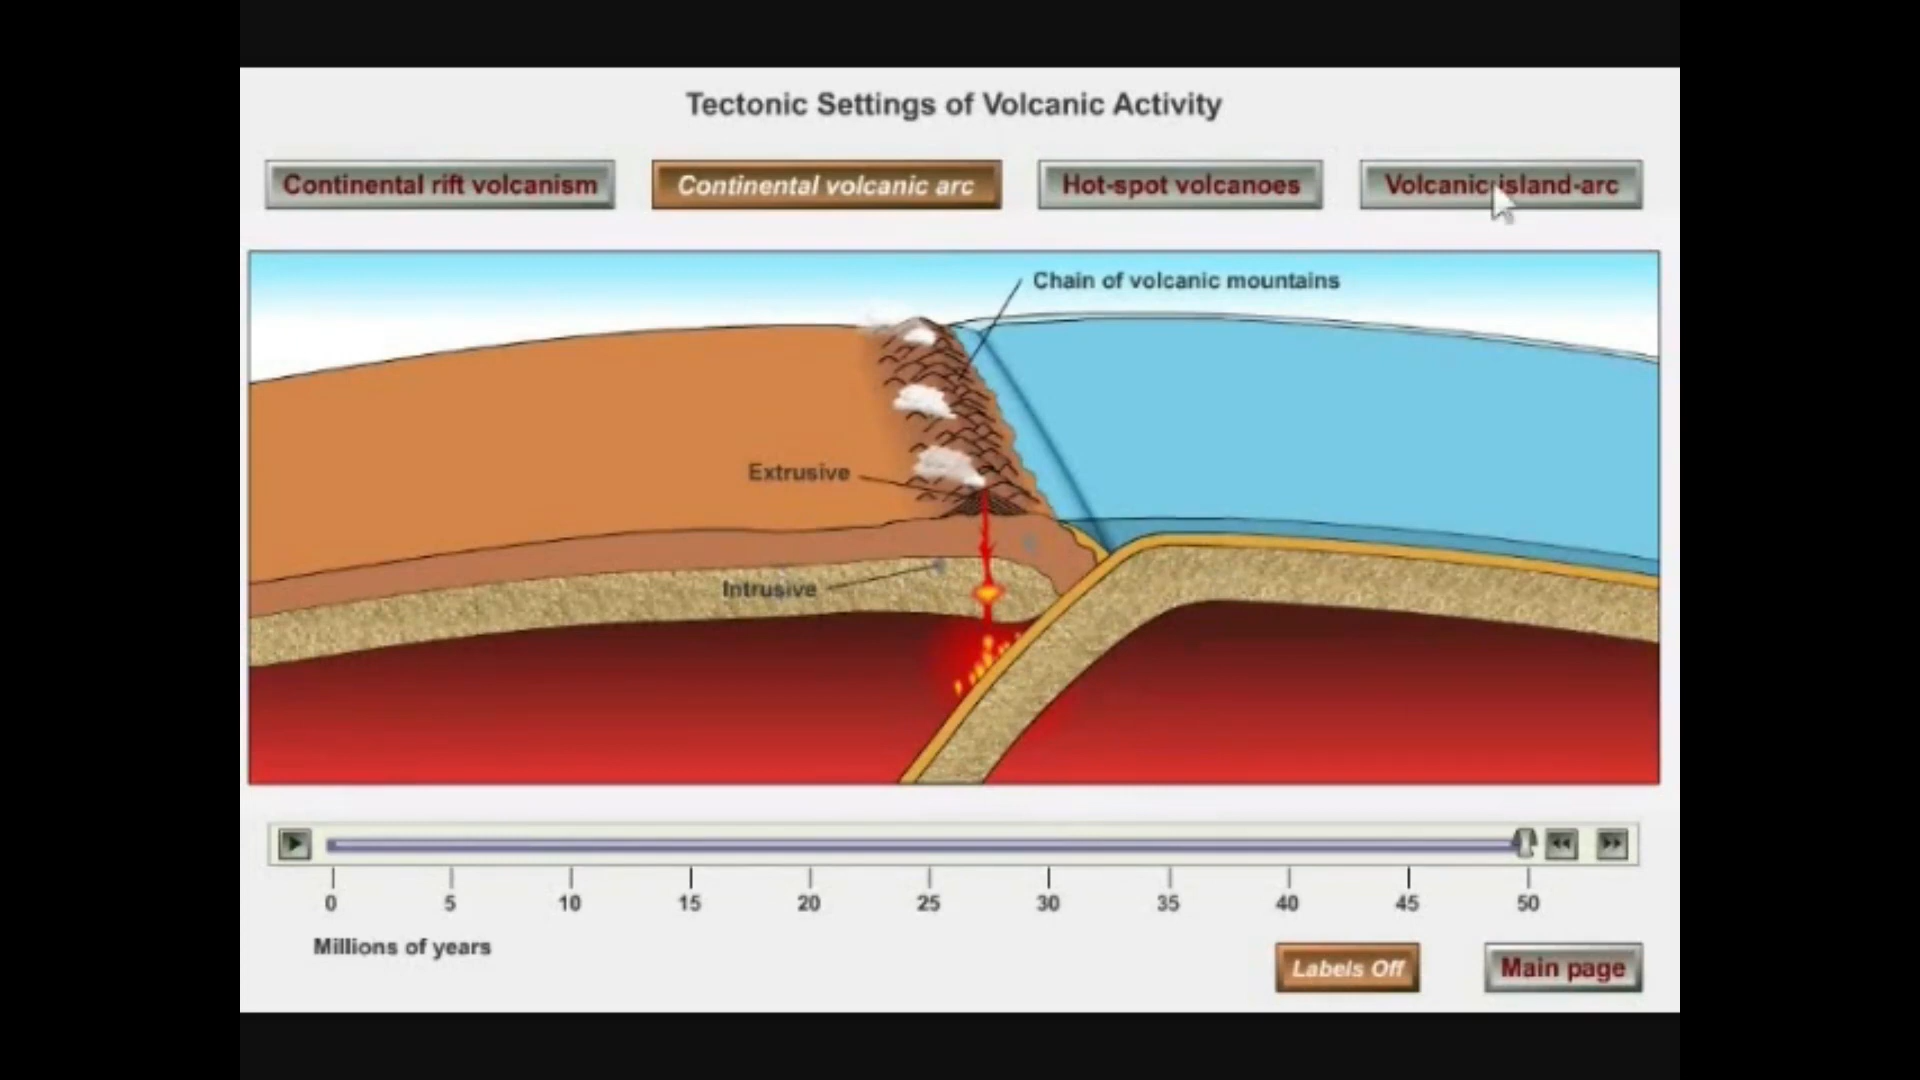 Tectonic Settings of Volcanic Activity
Continental rift volcanism
Continental volcanic arc
Hot-spot volcanoes
Volcanic island-arc
Chain of volcanic mountains
Extrusive
Intrusive
0 5 10 15 20 25 30 35 40 45 50
Millions of years
Labels Off
Main page